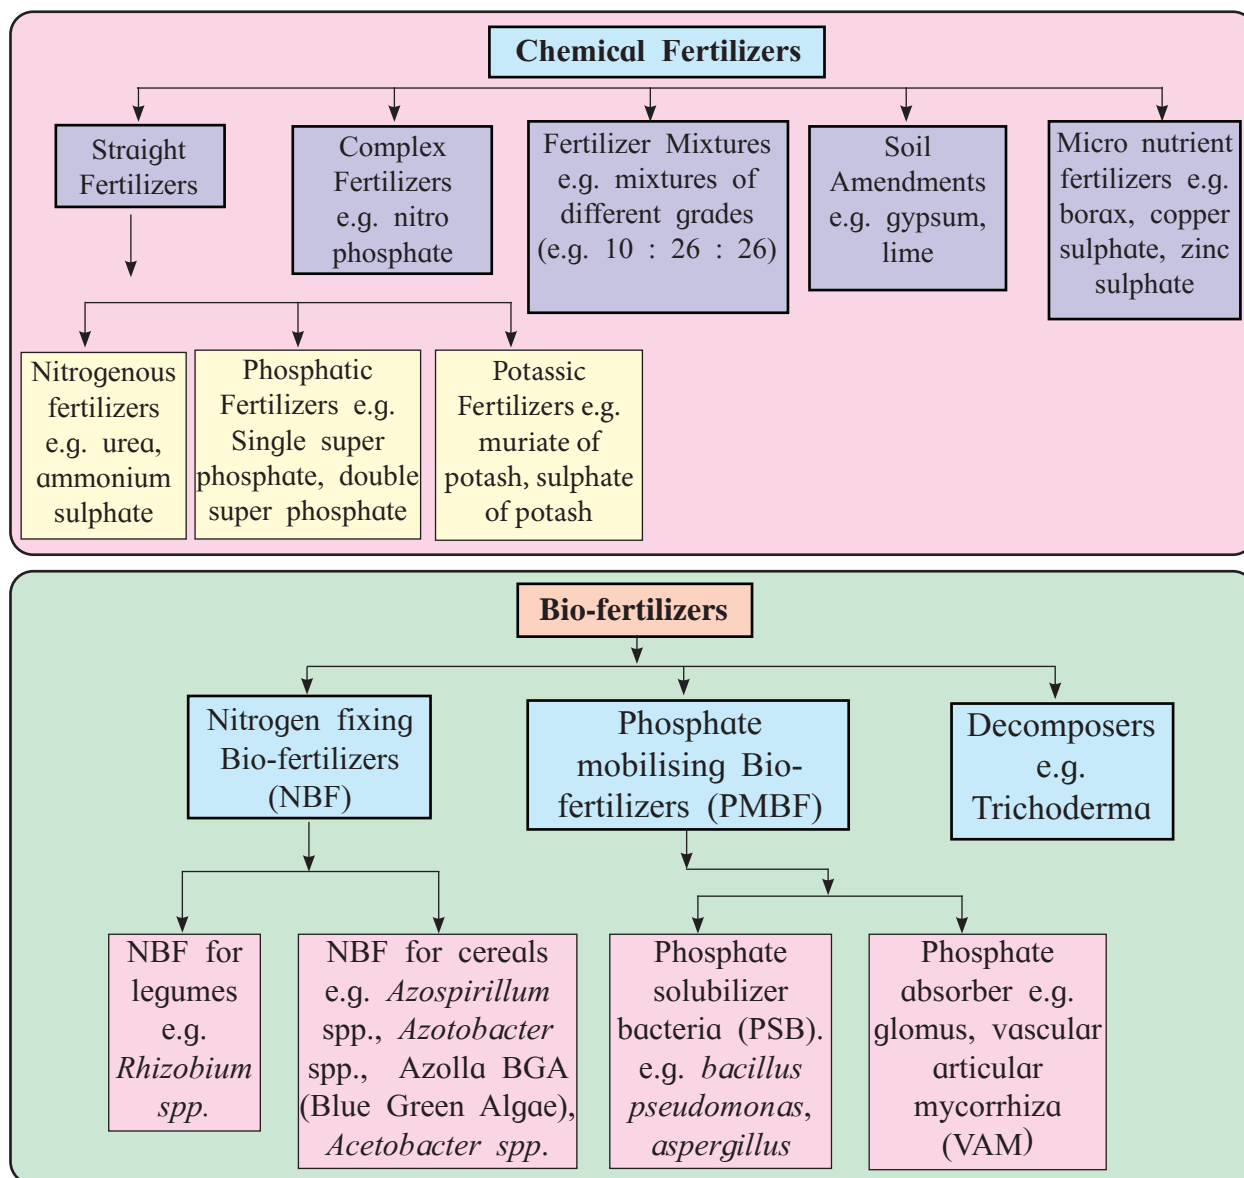 Chemical Fertilizers
Straight
Fertilizers
Complex
Fertilizers
e.g. nitro
phosphate
Fertilizer Mixtures
e.g. mixtures of
different grades
(e.g. 10 : 26 : 26)
Soil
Amendments
e.g. gypsum,
lime
Micro nutrient
fertilizers e.g.
borax, copper
sulphate, zinc
sulphate
Nitrogenous
fertilizers
e.g. urea,
ammonium
sulphate
Phosphatic
Fertilizers e.g.
Single super
phosphate, double
super phosphate
Potassic
Fertilizers e.g.
muriate of
potash, sulphate
of potash
Bio-fertilizers
Nitrogen fixing
Bio-fertilizers
(NBF)
Phosphate
mobilising Bio-
fertilizers (PMBF)
Decomposers
e.g.
Trichoderma
NBF for
legumes
e.g.
Rhizobium
spp.
NBF for cereals
e.g. Azospirillum
spp., Azotobacter
spp., Azolla BGA
(Blue Green Algae),
Acetobacter spp.
Phosphate
solubilizer
bacteria (PSB).
e.g. bacillus
pseudomonas,
aspergillus
Phosphate
absorber e.g.
glomus, vascular
articular
mycorrhiza
(VAM)